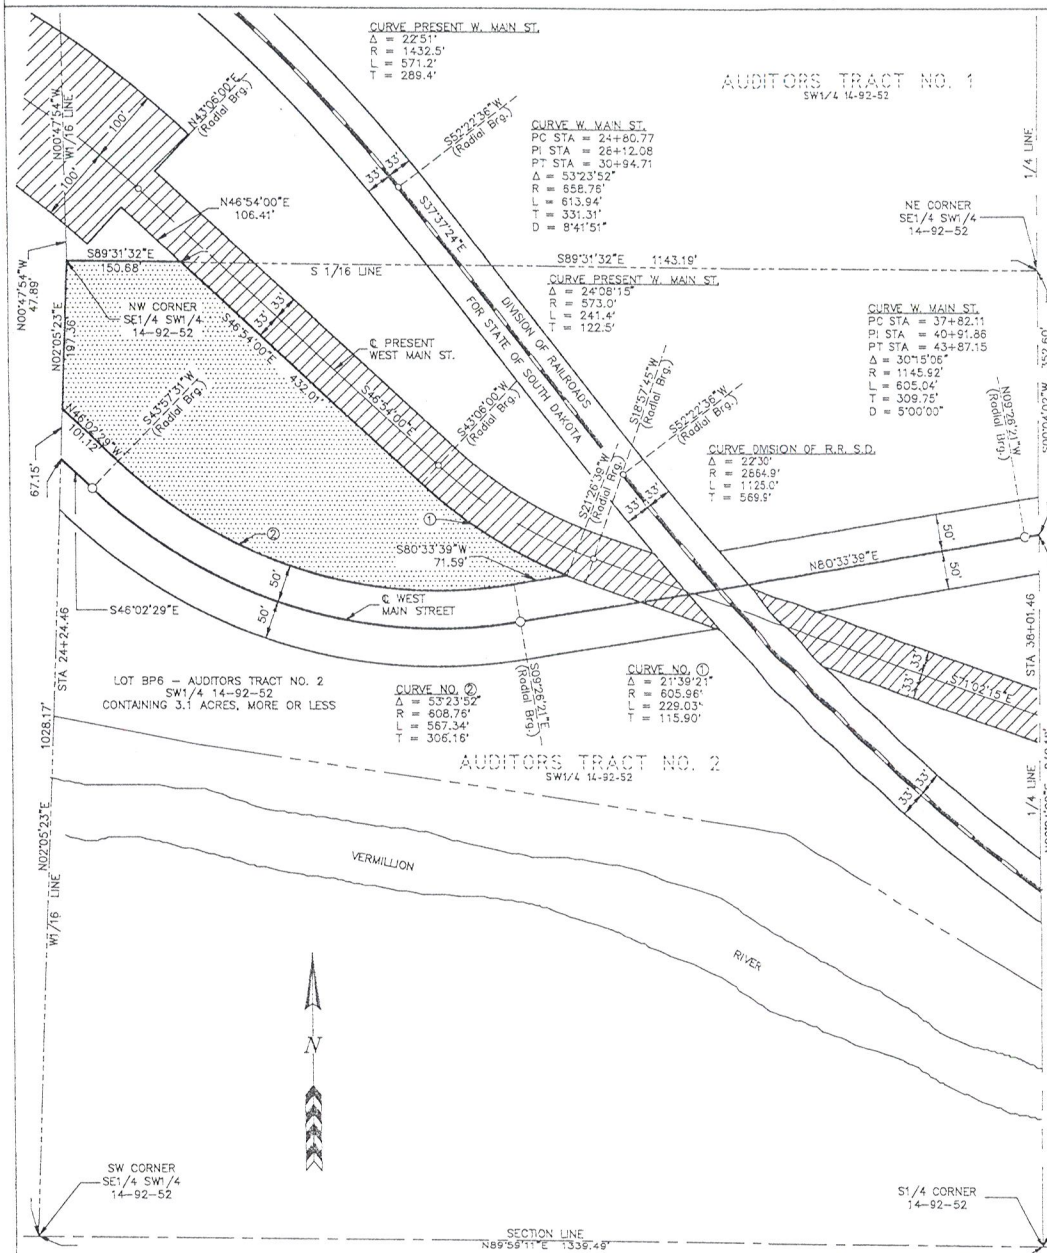 CURVE PRESENT W. MAIN ST.
Δ = 22°51'
R = 1432.5'
L = 571.2'
T = 289.4'
AUDITORS TRACT NO. 1
SW1/4 14-92-52
N00°47'54"W
W1/16 LINE
100'
100'
N43°06'00"E
(Radial Brg.)
S52°22'36"W
(Radial Brg.)
33' 33'
CURVE W. MAIN ST.
PC STA = 24+80.77
PI STA = 28+12.08
PT STA = 30+94.71
Δ = 53°23'52"
R = 658.76'
L = 613.94'
T = 331.31'
D = 8°41'51"
1/4 LINE
N46°54'00"E
106.41'
S37°37'24"E
NE CORNER
SE1/4 SW1/4
14-92-52
S89°31'32"E
150.68'
S 1/16 LINE
S89°31'32"E 1143.19'
N00°47'54"W
47.89'
NW CORNER
SE1/4 SW1/4
14-92-52
N02°05'23"E
197.36'
33' 33'
S46°54'00"E
432.01'
℄ PRESENT
WEST MAIN ST.
S46°54'00"E
DIVISION OF RAILROADS
FOR STATE OF SOUTH DAKOTA
CURVE PRESENT W. MAIN ST.
Δ = 24°08'15"
R = 573.0'
L = 241.4'
T = 122.5'
CURVE W. MAIN ST.
PC STA = 37+82.11
PI STA = 40+91.86
PT STA = 43+87.15
Δ = 30°15'06"
R = 1145.92'
L = 605.04'
T = 309.75'
D = 5°00'00"
N09°26'21"W
(Radial Brg.)
N46°02'29"W
101.12'
S43°57'31"W
(Radial Brg.)
S43°06'00"W
(Radial Brg.)
S18°57'45"W
(Radial Brg.)
S52°22'36"W
(Radial Brg.)
S21°26'39"W
(Radial Brg.)
67.15'
CURVE DIVISION OF R.R. S.D.
Δ = 22°30'
R = 2864.9'
L = 1125.0'
T = 569.9'
33' 33'
①
②
S80°33'39"W
71.59'
N80°33'39"E
50'
50'
50'
50'
℄ WEST
MAIN STREET
S46°02'29"E
STA 24+24.46
STA 38+01.46
LOT BP6 – AUDITORS TRACT NO. 2
SW1/4 14-92-52
CONTAINING 3.1 ACRES, MORE OR LESS
CURVE NO. ②
Δ = 53°23'52"
R = 608.76'
L = 567.34'
T = 306.16'
S09°26'21"E
(Radial Brg.)
CURVE NO. ①
Δ = 21°39'21"
R = 605.96'
L = 229.03'
T = 115.90'
33' 33'
S71°02'15"E
AUDITORS TRACT NO. 2
SW1/4 14-92-52
1028.17'
33' 33'
1/4 LINE
N02°05'23"E
W1/16 LINE
VERMILLION
RIVER
N
SW CORNER
SE1/4 SW1/4
14-92-52
S1/4 CORNER
14-92-52
SECTION LINE
N89°59'11"E 1339.49'